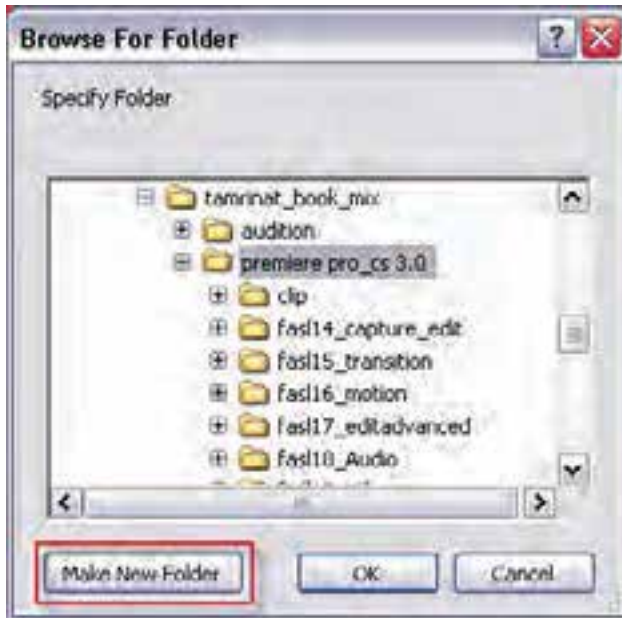 Browse For Folder
Specify Folder
tamrinat_book_mix
audition
premiere pro_cs 3.0
clip
fasl14_capture_edit
fasl15_transition
fasl16_motion
fasl17_editadvanced
fasl18_Audio
Make New Folder
OK
Cancel